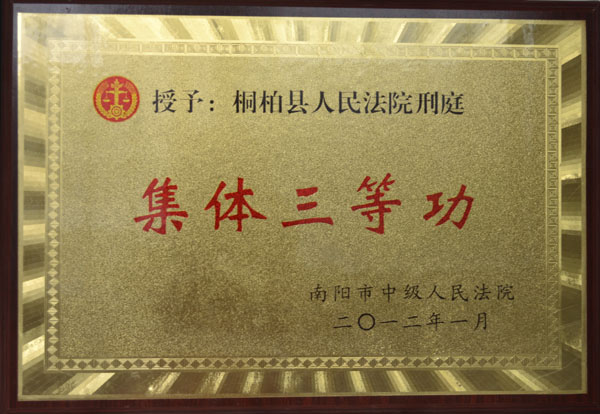 授予：桐柏县人民法院刑庭
集体三等功
南阳市中级人民法院
二〇一二年一月